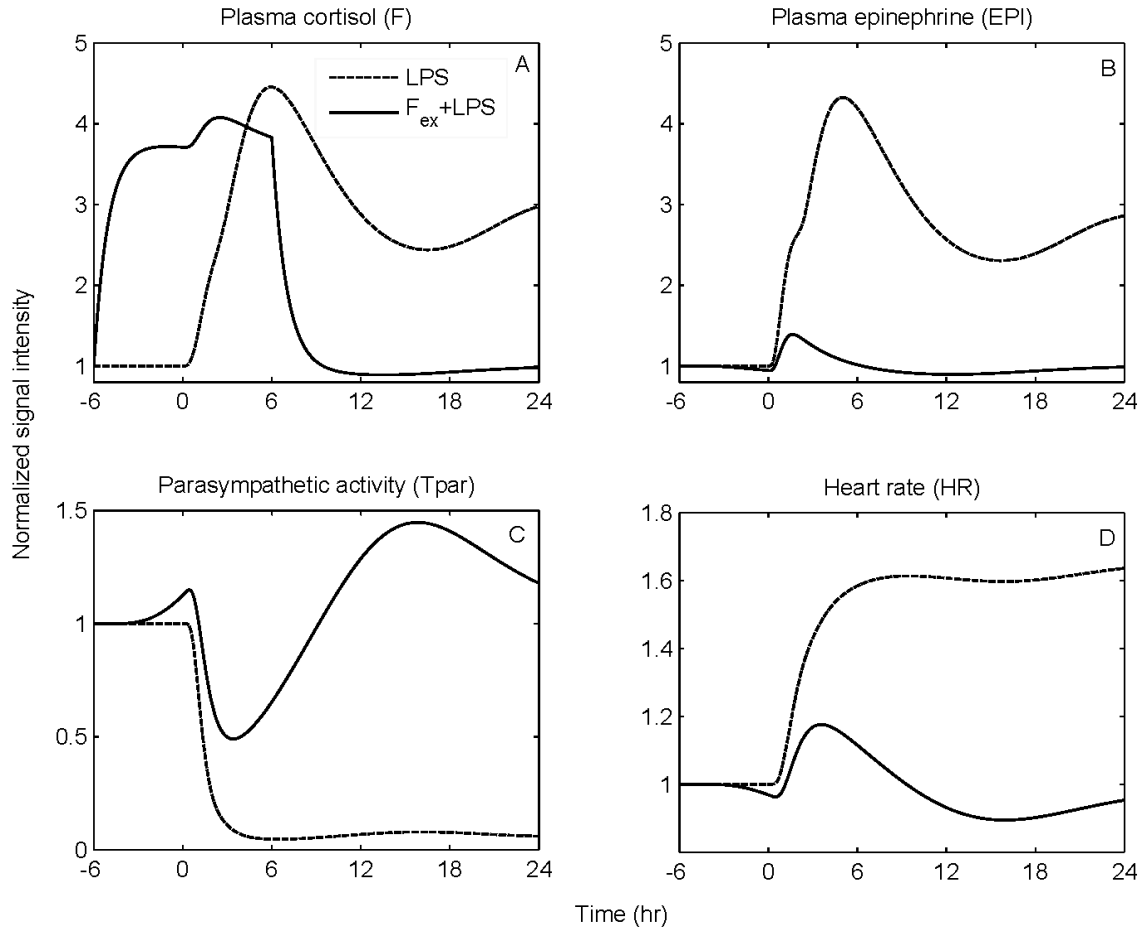 Plasma cortisol (F)
Plasma epinephrine (EPI)
5
4
3
2
1
-6 0 6 12 18 24
A
LPS
F_ex+LPS
5
4
3
2
1
-6 0 6 12 18 24
B
Normalized signal intensity
Parasympathetic activity (Tpar)
Heart rate (HR)
1.5
1
0.5
0
-6 0 6 12 18 24
C
1.8
1.6
1.4
1.2
1
-6 0 6 12 18 24
D
Time (hr)